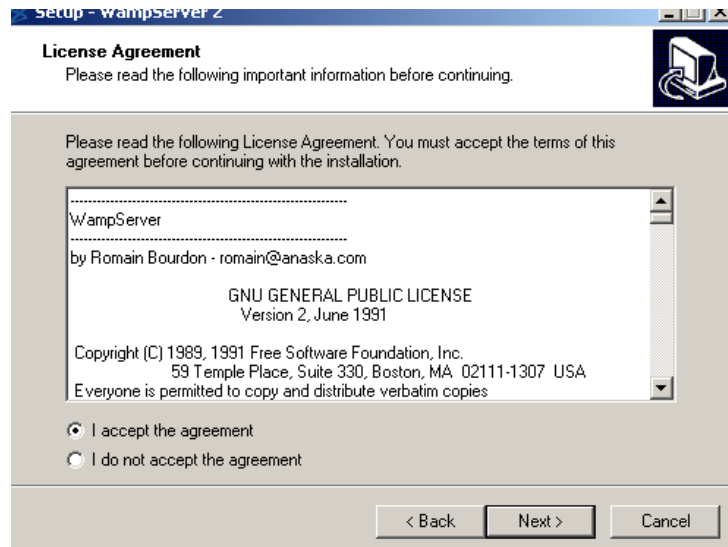 Setup - WampServer 2
License Agreement
Please read the following important information before continuing.
Please read the following License Agreement. You must accept the terms of this
agreement before continuing with the installation.
------------------------------------------------------------
WampServer
------------------------------------------------------------
by Romain Bourdon - romain@anaska.com
GNU GENERAL PUBLIC LICENSE
Version 2, June 1991
Copyright (C) 1989, 1991 Free Software Foundation, Inc.
59 Temple Place, Suite 330, Boston, MA  02111-1307  USA
Everyone is permitted to copy and distribute verbatim copies
I accept the agreement
I do not accept the agreement
< Back Next > Cancel